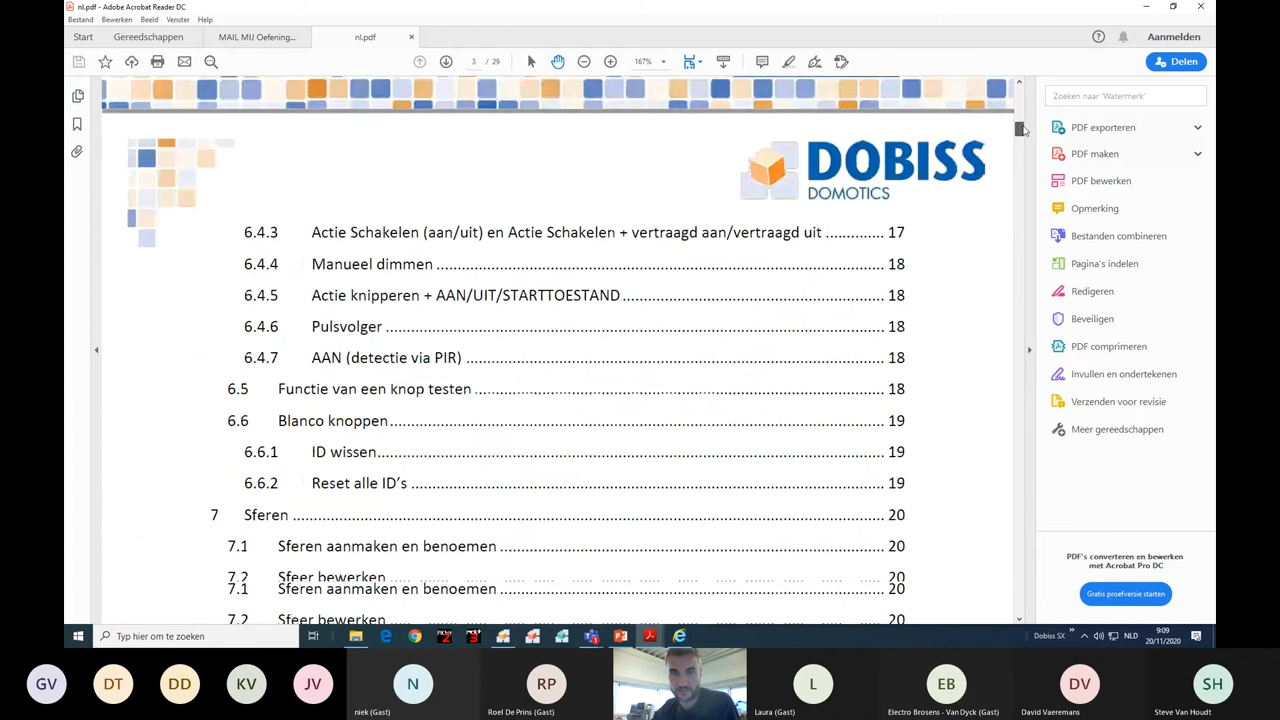 nl.pdf - Adobe Acrobat Reader DC
Bestand Bewerken Beeld Venster Help
Start Gereedschappen MAIL MIJ Oefening... nl.pdf × Aanmelden
3 / 29 167% Delen
Zoeken naar 'Watermerk'
PDF exporteren
PDF maken
PDF bewerken
Opmerking
Bestanden combineren
Pagina's indelen
Redigeren
Beveiligen
PDF comprimeren
Invullen en ondertekenen
Verzenden voor revisie
Meer gereedschappen
PDF's converteren en bewerken
met Acrobat Pro DC
Gratis proefversie starten
DOBISS
DOMOTICS
6.4.3 Actie Schakelen (aan/uit) en Actie Schakelen + vertraagd aan/vertraagd uit ............. 17
6.4.4 Manueel dimmen ............. 18
6.4.5 Actie knipperen + AAN/UIT/STARTTOESTAND ............. 18
6.4.6 Pulsvolger ............. 18
6.4.7 AAN (detectie via PIR) ............. 18
6.5 Functie van een knop testen ............. 18
6.6 Blanco knoppen ............. 19
6.6.1 ID wissen ............. 19
6.6.2 Reset alle ID's ............. 19
7 Sferen ............. 20
7.1 Sferen aanmaken en benoemen ............. 20
7.2 Sfeer bewerken ............. 20
7.1 Sferen aanmaken en benoemen ............. 20
7.2 Sfeer bewerken ............. 20
Typ hier om te zoeken
Dobiss SX » NLD 9:09
20/11/2020
GV DT DD KV JV N RP L EB DV SH
niek (Gast) Roel De Prins (Gast) Laura (Gast) Electro Brosens - Van Dyck (Gast) David Vaeremans Steve Van Houdt